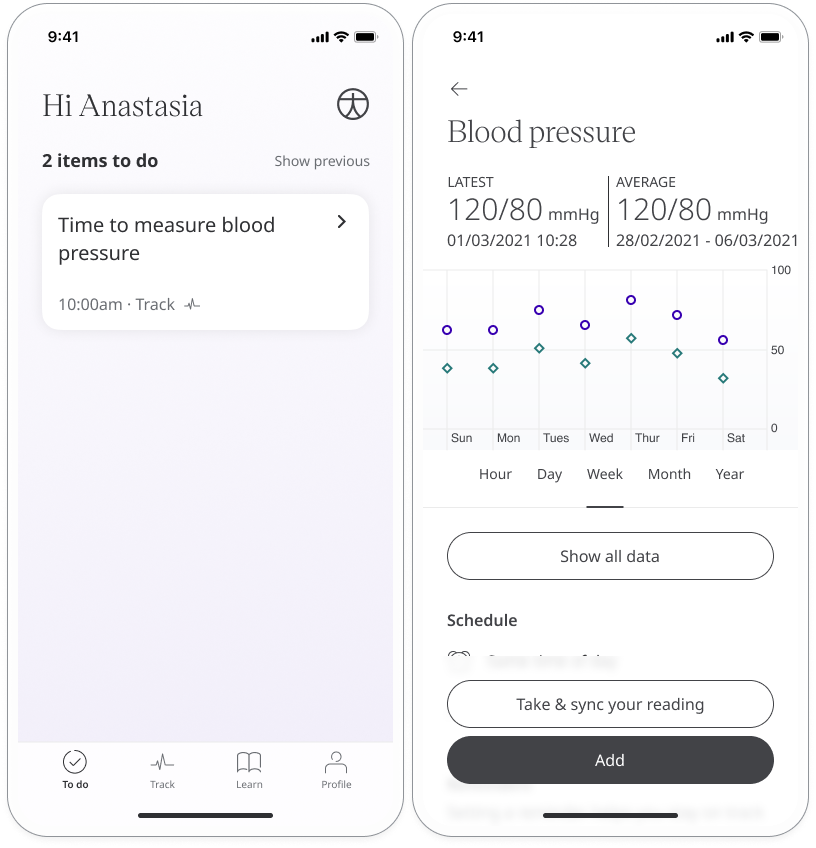 9:41
Hi Anastasia
2 items to do
Show previous
Time to measure blood
pressure
10:00am · Track
To do
Track
Learn
Profile
9:41
Blood pressure
LATEST
120/80 mmHg
01/03/2021 10:28
AVERAGE
120/80 mmHg
28/02/2021 - 06/03/2021
100
50
0
Sun Mon Tues Wed Thur Fri Sat
Hour Day Week Month Year
Show all data
Schedule
Take & sync your reading
Add